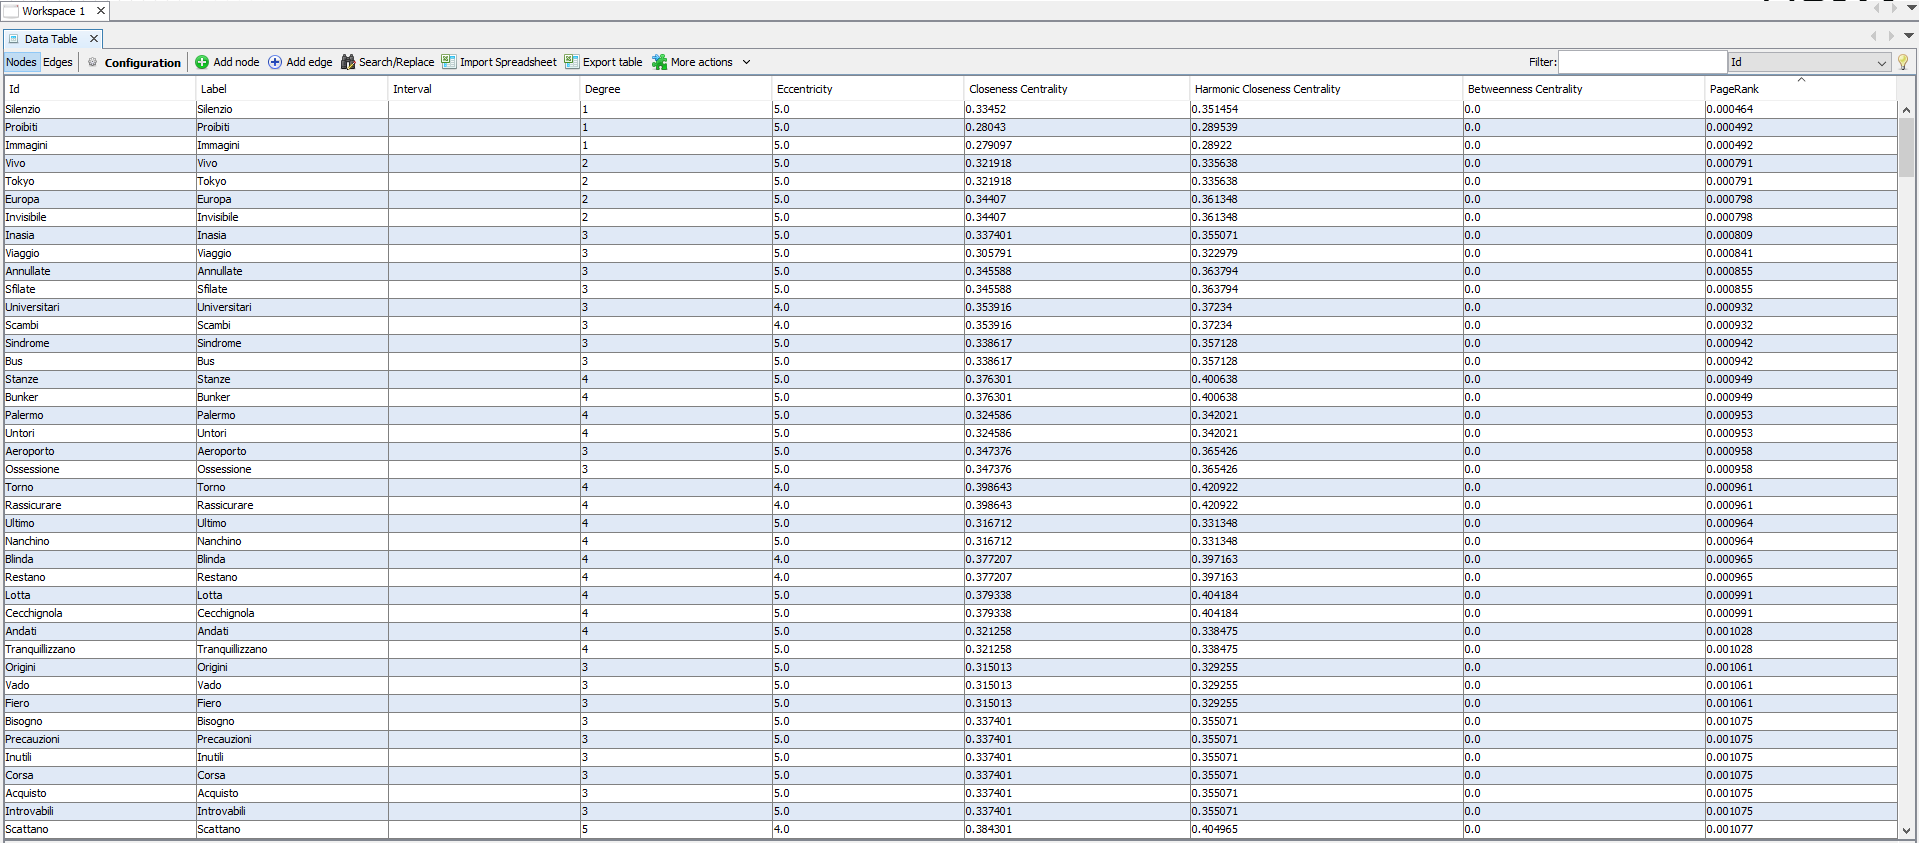 Workspace 1
Data Table
Nodes Edges Configuration Add node Add edge Search/Replace Import Spreadsheet Export table More actions Filter: Id
Id Label Interval Degree Eccentricity Closeness Centrality Harmonic Closeness Centrality Betweenness Centrality PageRank
Silenzio Silenzio 1 5.0 0.33452 0.351454 0.0 0.000464
Proibiti Proibiti 1 5.0 0.28043 0.289539 0.0 0.000492
Immagini Immagini 1 5.0 0.279097 0.28922 0.0 0.000492
Vivo Vivo 2 5.0 0.321918 0.335638 0.0 0.000791
Tokyo Tokyo 2 5.0 0.321918 0.335638 0.0 0.000791
Europa Europa 2 5.0 0.34407 0.361348 0.0 0.000798
Invisibile Invisibile 2 5.0 0.34407 0.361348 0.0 0.000798
Inasia Inasia 3 5.0 0.337401 0.355071 0.0 0.000809
Viaggio Viaggio 3 5.0 0.305791 0.322979 0.0 0.000841
Annullate Annullate 3 5.0 0.345588 0.363794 0.0 0.000855
Sfilate Sfilate 3 5.0 0.345588 0.363794 0.0 0.000855
Universitari Universitari 3 4.0 0.353916 0.37234 0.0 0.000932
Scambi Scambi 3 4.0 0.353916 0.37234 0.0 0.000932
Sindrome Sindrome 3 5.0 0.338617 0.357128 0.0 0.000942
Bus Bus 3 5.0 0.338617 0.357128 0.0 0.000942
Stanze Stanze 4 5.0 0.376301 0.400638 0.0 0.000949
Bunker Bunker 4 5.0 0.376301 0.400638 0.0 0.000949
Palermo Palermo 4 5.0 0.324586 0.342021 0.0 0.000953
Untori Untori 4 5.0 0.324586 0.342021 0.0 0.000953
Aeroporto Aeroporto 3 5.0 0.347376 0.365426 0.0 0.000958
Ossessione Ossessione 3 5.0 0.347376 0.365426 0.0 0.000958
Torno Torno 4 4.0 0.398643 0.420922 0.0 0.000961
Rassicurare Rassicurare 4 4.0 0.398643 0.420922 0.0 0.000961
Ultimo Ultimo 4 5.0 0.316712 0.331348 0.0 0.000964
Nanchino Nanchino 4 5.0 0.316712 0.331348 0.0 0.000964
Blinda Blinda 4 4.0 0.377207 0.397163 0.0 0.000965
Restano Restano 4 4.0 0.377207 0.397163 0.0 0.000965
Lotta Lotta 4 5.0 0.379338 0.404184 0.0 0.000991
Cecchignola Cecchignola 4 5.0 0.379338 0.404184 0.0 0.000991
Andati Andati 4 5.0 0.321258 0.338475 0.0 0.001028
Tranquillizzano Tranquillizzano 4 5.0 0.321258 0.338475 0.0 0.001028
Origini Origini 3 5.0 0.315013 0.329255 0.0 0.001061
Vado Vado 3 5.0 0.315013 0.329255 0.0 0.001061
Fiero Fiero 3 5.0 0.315013 0.329255 0.0 0.001061
Bisogno Bisogno 3 5.0 0.337401 0.355071 0.0 0.001075
Precauzioni Precauzioni 3 5.0 0.337401 0.355071 0.0 0.001075
Inutili Inutili 3 5.0 0.337401 0.355071 0.0 0.001075
Corsa Corsa 3 5.0 0.337401 0.355071 0.0 0.001075
Acquisto Acquisto 3 5.0 0.337401 0.355071 0.0 0.001075
Introvabili Introvabili 3 5.0 0.337401 0.355071 0.0 0.001075
Scattano Scattano 5 4.0 0.384301 0.404965 0.0 0.001077